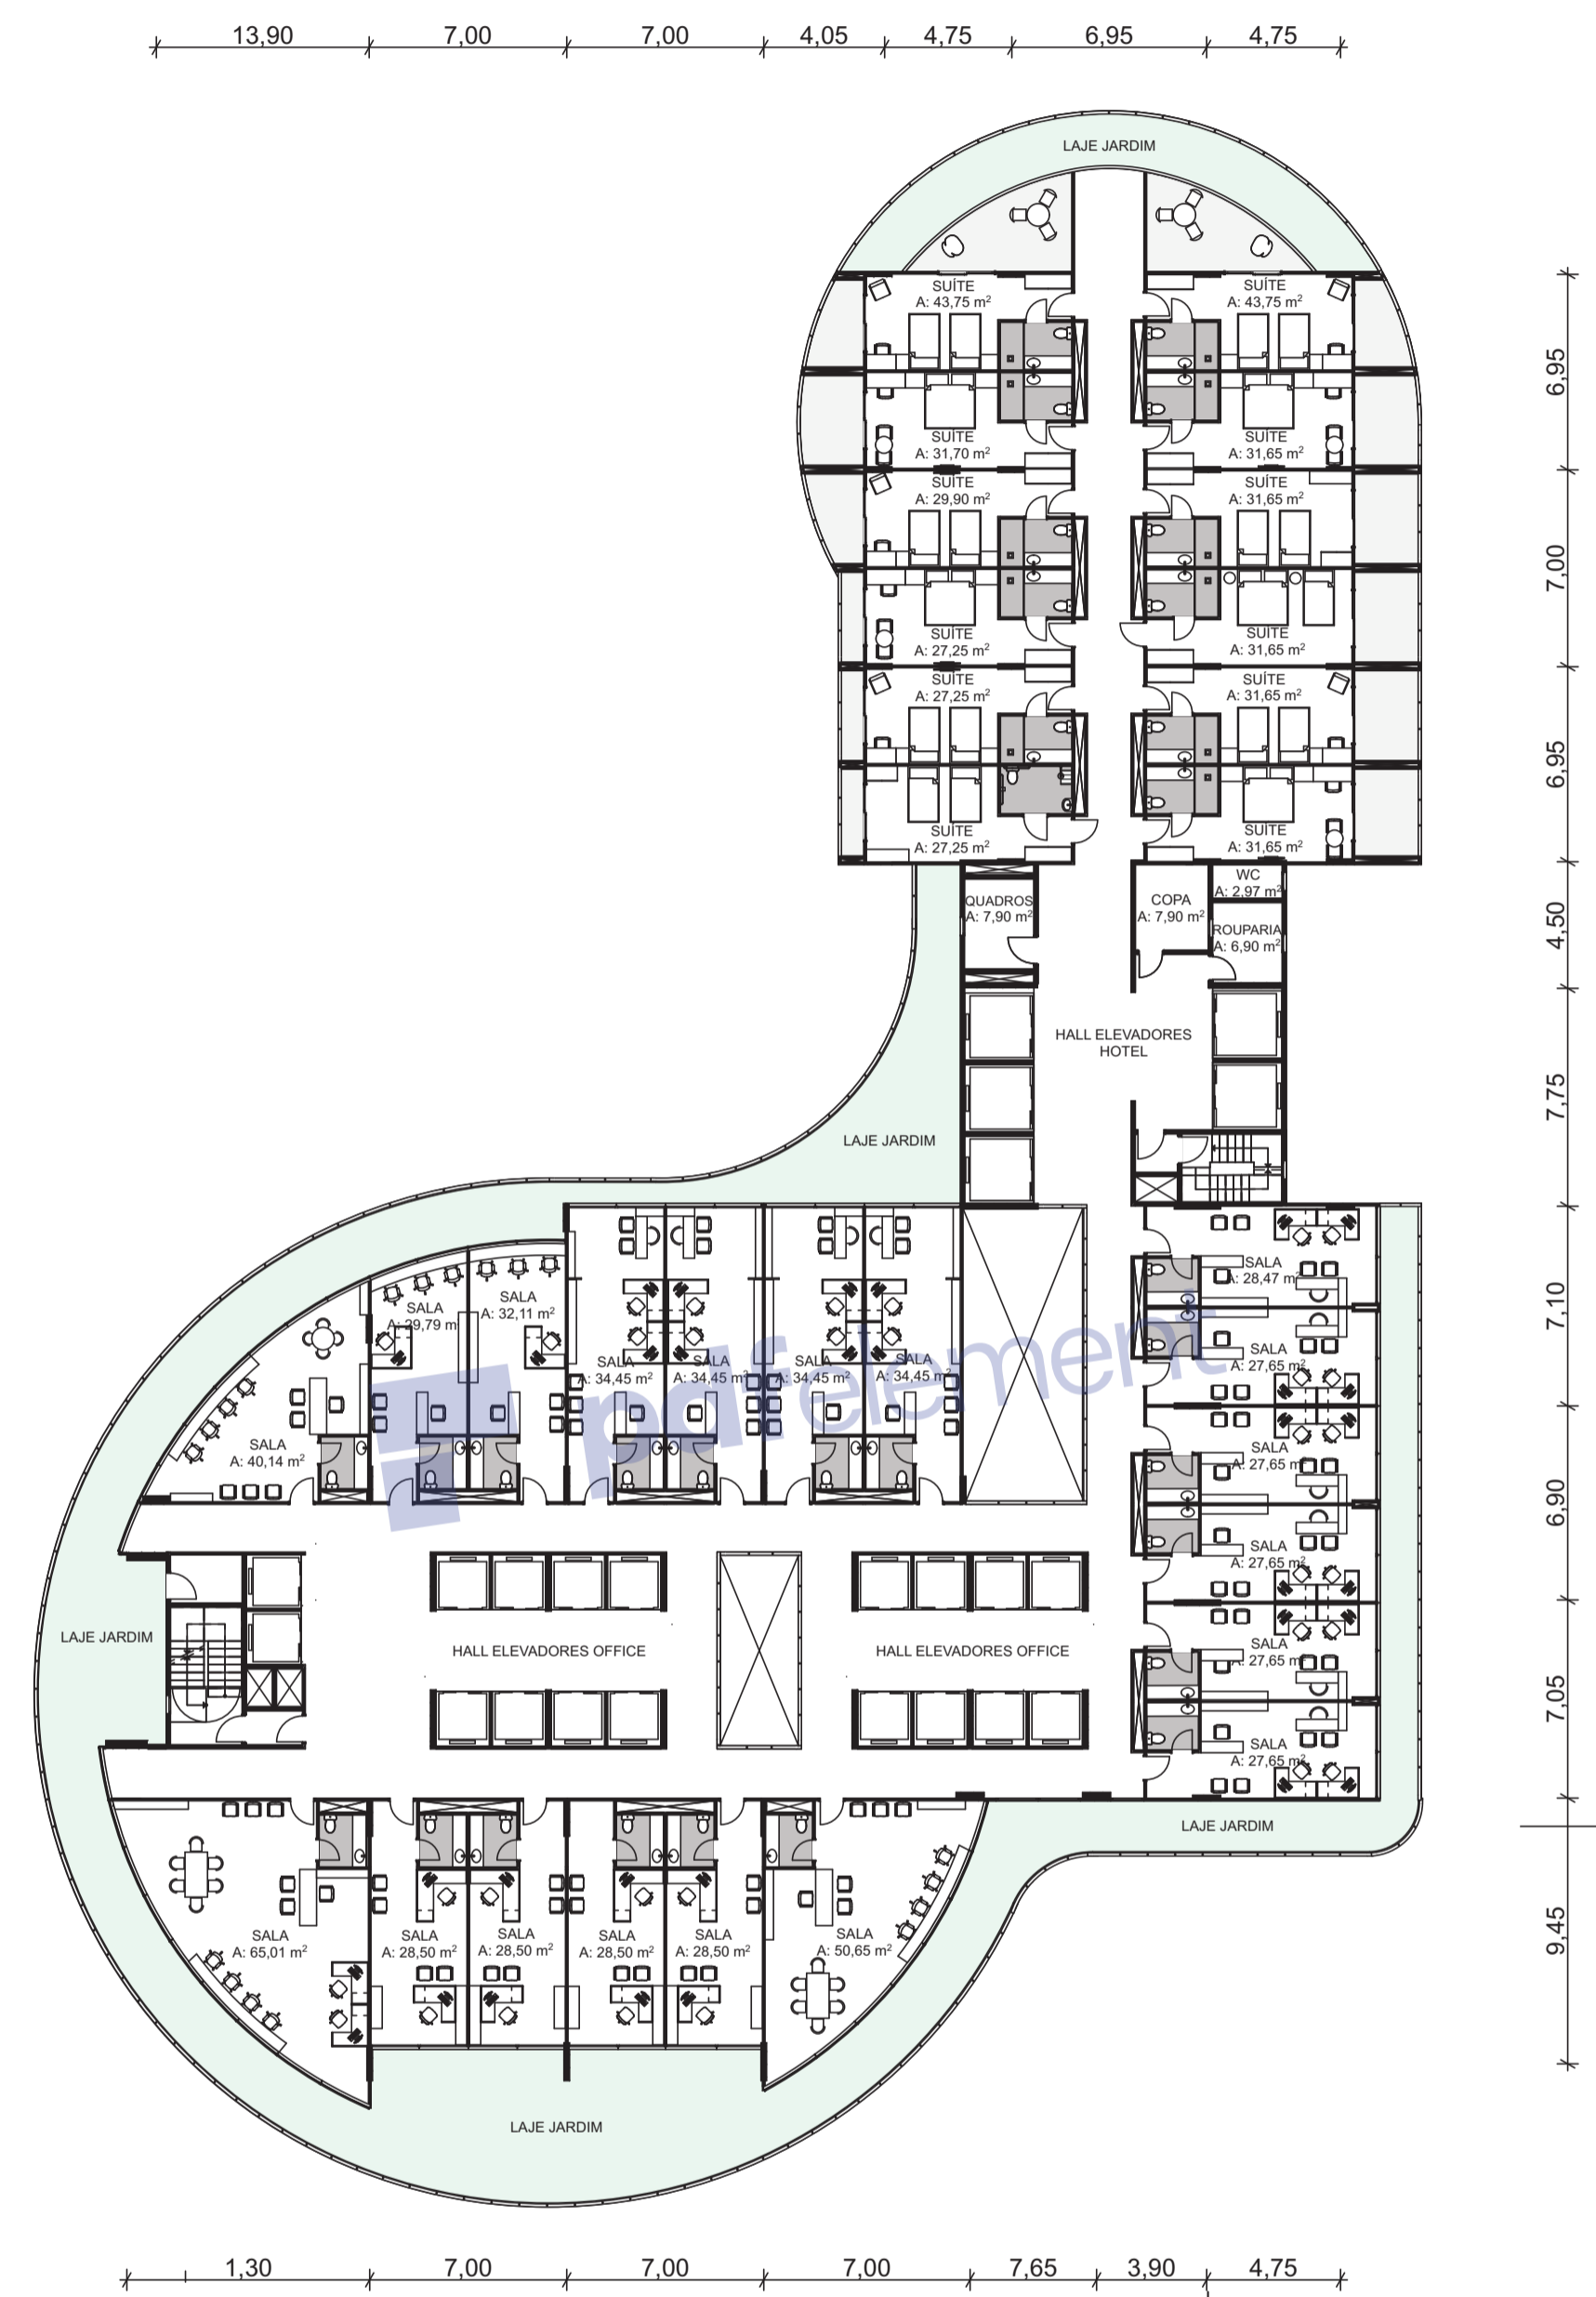 13,90 7,00 7,00 4,05 4,75 6,95 4,75
LAJE JARDIM
SUÍTE
A: 43,75 m²
SUÍTE
A: 43,75 m²
6,95
SUÍTE
A: 31,70 m²
SUÍTE
A: 31,65 m²
SUÍTE
A: 29,90 m²
SUÍTE
A: 31,65 m²
7,00
SUÍTE
A: 27,25 m²
SUÍTE
A: 31,65 m²
SUÍTE
A: 27,25 m²
SUÍTE
A: 31,65 m²
6,95
SUÍTE
A: 27,25 m²
SUÍTE
A: 31,65 m²
QUADROS
A: 7,90 m²
COPA
A: 7,90 m²
WC
A: 2,97 m²
ROUPARIA
A: 6,90 m²
4,50
HALL ELEVADORES
HOTEL
7,75
LAJE JARDIM
SALA
A: 28,47 m²
SALA
A: 29,79 m
SALA
A: 32,11 m²
7,10
SALA
A: 34,45 m²
SALA
A: 34,45 m²
SALA
A: 34,45 m²
SALA
A: 34,45 m²
SALA
A: 27,65 m²
pdfelement
SALA
A: 40,14 m²
SALA
A: 27,65 m²
6,90
SALA
A: 27,65 m²
LAJE JARDIM
HALL ELEVADORES OFFICE
HALL ELEVADORES OFFICE
SALA
A: 27,65 m²
7,05
SALA
A: 27,65 m²
LAJE JARDIM
SALA
A: 65,01 m²
SALA
A: 28,50 m²
SALA
A: 28,50 m²
SALA
A: 28,50 m²
SALA
A: 28,50 m²
SALA
A: 50,65 m²
9,45
LAJE JARDIM
1,30 7,00 7,00 7,00 7,65 3,90 4,75